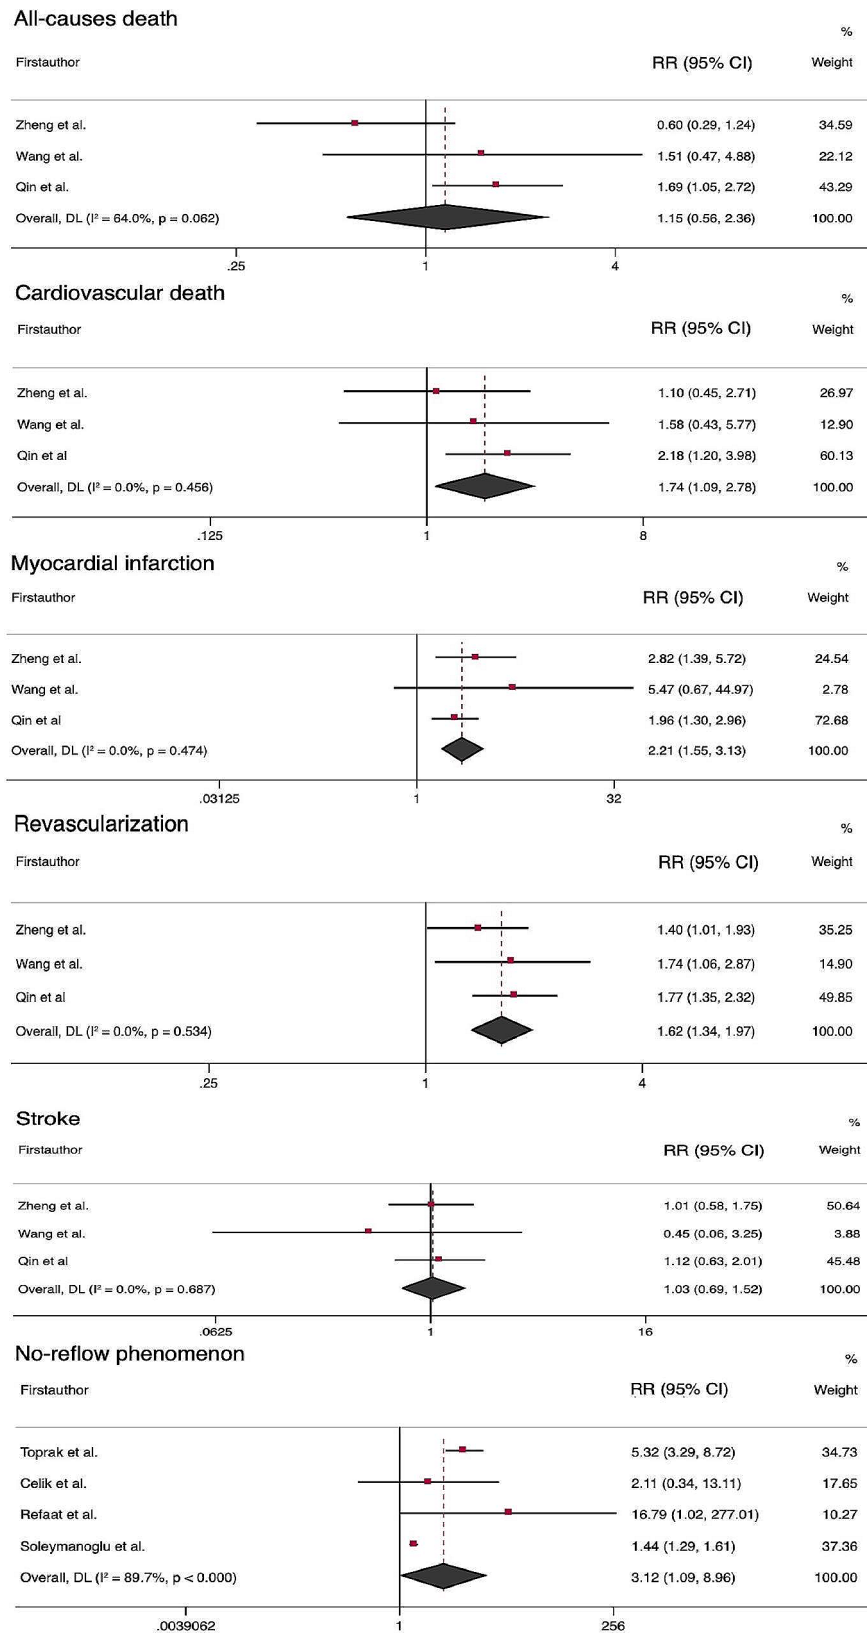 All-causes death
%
Firstauthor RR (95% CI) Weight
Zheng et al. 0.60 (0.29, 1.24) 34.59
Wang et al. 1.51 (0.47, 4.88) 22.12
Qin et al. 1.69 (1.05, 2.72) 43.29
Overall, DL (I² = 64.0%, p = 0.062) 1.15 (0.56, 2.36) 100.00
.25 1 4
Cardiovascular death
%
Firstauthor RR (95% CI) Weight
Zheng et al. 1.10 (0.45, 2.71) 26.97
Wang et al. 1.58 (0.43, 5.77) 12.90
Qin et al 2.18 (1.20, 3.98) 60.13
Overall, DL (I² = 0.0%, p = 0.456) 1.74 (1.09, 2.78) 100.00
.125 1 8
Myocardial infarction
%
Firstauthor RR (95% CI) Weight
Zheng et al. 2.82 (1.39, 5.72) 24.54
Wang et al. 5.47 (0.67, 44.97) 2.78
Qin et al 1.96 (1.30, 2.96) 72.68
Overall, DL (I² = 0.0%, p = 0.474) 2.21 (1.55, 3.13) 100.00
.03125 1 32
Revascularization
%
Firstauthor RR (95% CI) Weight
Zheng et al. 1.40 (1.01, 1.93) 35.25
Wang et al. 1.74 (1.06, 2.87) 14.90
Qin et al 1.77 (1.35, 2.32) 49.85
Overall, DL (I² = 0.0%, p = 0.534) 1.62 (1.34, 1.97) 100.00
.25 1 4
Stroke
%
Firstauthor RR (95% CI) Weight
Zheng et al. 1.01 (0.58, 1.75) 50.64
Wang et al. 0.45 (0.06, 3.25) 3.88
Qin et al 1.12 (0.63, 2.01) 45.48
Overall, DL (I² = 0.0%, p = 0.687) 1.03 (0.69, 1.52) 100.00
.0625 1 16
No-reflow phenomenon
%
Firstauthor RR (95% CI) Weight
Toprak et al. 5.32 (3.29, 8.72) 34.73
Celik et al. 2.11 (0.34, 13.11) 17.65
Refaat et al. 16.79 (1.02, 277.01) 10.27
Soleymanoglu et al. 1.44 (1.29, 1.61) 37.36
Overall, DL (I² = 89.7%, p < 0.000) 3.12 (1.09, 8.96) 100.00
.0039062 1 256